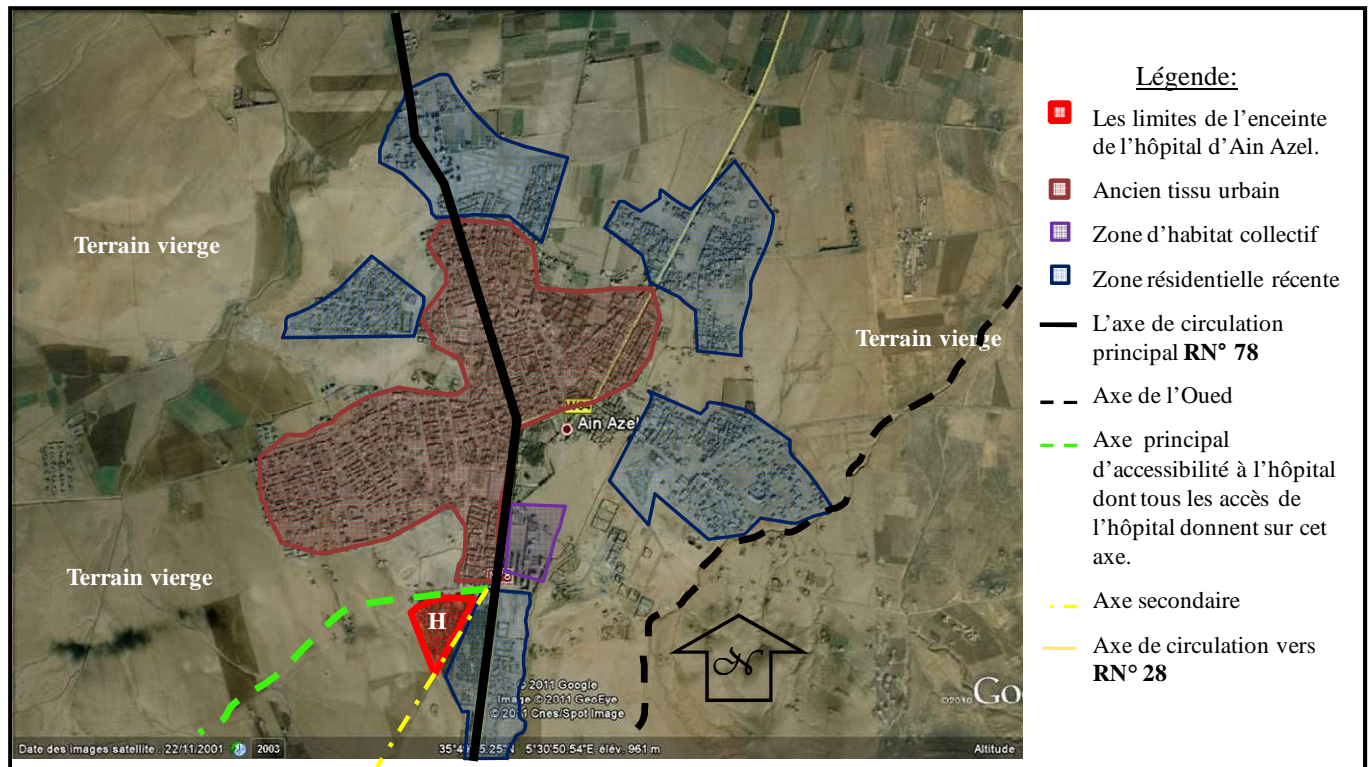 Terrain vierge
Terrain vierge
Ain Azel
Terrain vierge
H
N
© 2011 Google
Image © 2011 GeoEye
© 2011 Cnes/Spot Image
©2010 Goo
Date des images satellite : 22/11/2001 2003
5°30'50.54"E élév. 961 m
Altitude
Légende:
Les limites de l'enceinte
de l'hôpital d'Ain Azel.
Ancien tissu urbain
Zone d'habitat collectif
Zone résidentielle récente
L'axe de circulation
principal RN° 78
Axe de l'Oued
Axe principal
d'accessibilité à l'hôpital
dont tous les accès de
l'hôpital donnent sur cet
axe.
Axe secondaire
Axe de circulation vers
RN° 28